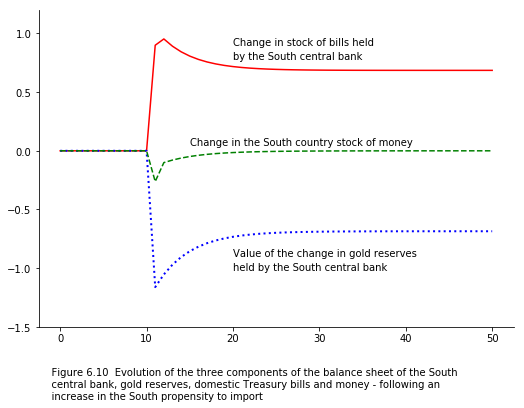 1.0
0.5
0.0
−0.5
−1.0
−1.5
0
10
20
30
40
50
Change in stock of bills held
by the South central bank
Change in the South country stock of money
Value of the change in gold reserves
held by the South central bank
Figure 6.10  Evolution of the three components of the balance sheet of the South
central bank, gold reserves, domestic Treasury bills and money - following an
increase in the South propensity to import